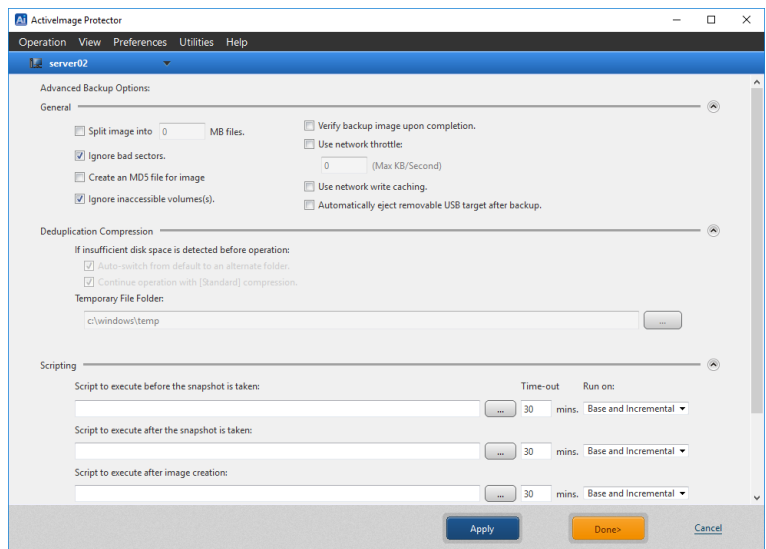 Ai ActiveImage Protector
Operation View Preferences Utilities Help
server02
Advanced Backup Options:
General
Split image into 0 MB files.
Ignore bad sectors.
Create an MD5 file for image
Ignore inaccessible volumes(s).
Verify backup image upon completion.
Use network throttle:
0 (Max KB/Second)
Use network write caching.
Automatically eject removable USB target after backup.
Deduplication Compression
If insufficient disk space is detected before operation:
Auto-switch from default to an alternate folder.
Continue operation with [Standard] compression.
Temporary File Folder:
c:\windows\temp ...
Scripting
Script to execute before the snapshot is taken: Time-out Run on:
... 30 mins. Base and Incremental
Script to execute after the snapshot is taken:
... 30 mins. Base and Incremental
Script to execute after image creation:
... 30 mins. Base and Incremental
Apply Done> Cancel